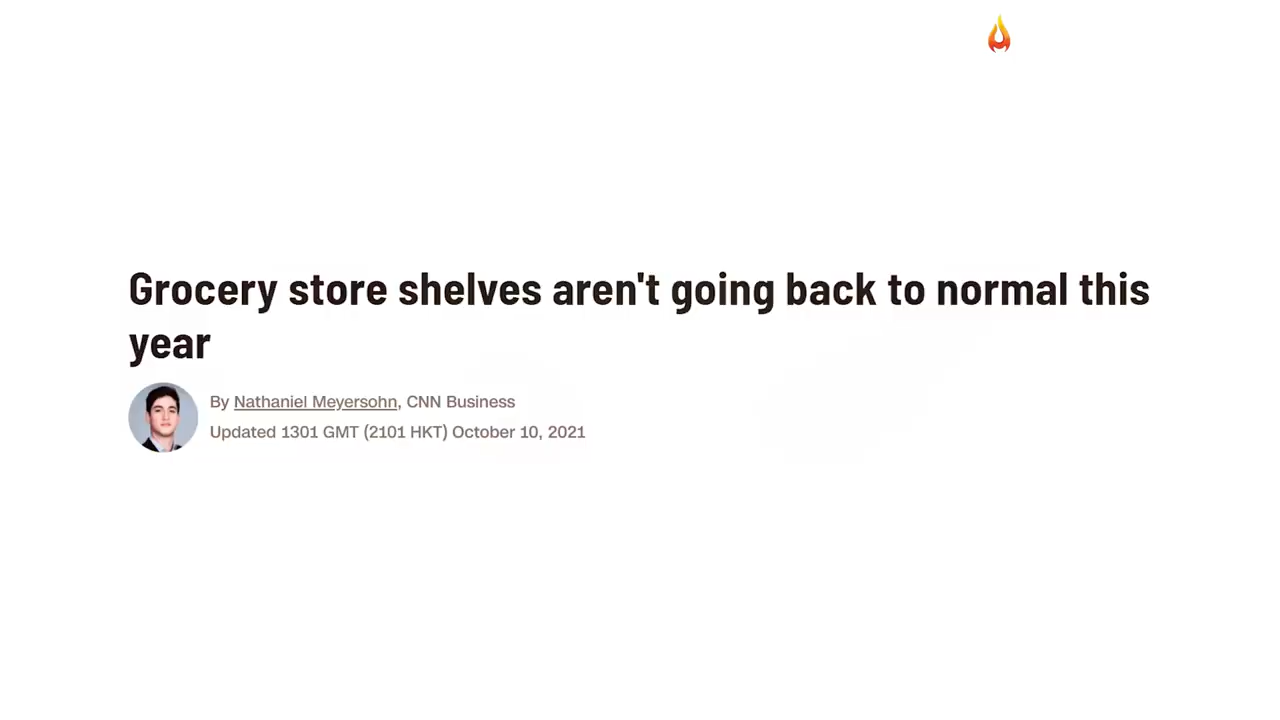 Grocery store shelves aren't going back to normal this
year
By Nathaniel Meyersohn, CNN Business
Updated 1301 GMT (2101 HKT) October 10, 2021